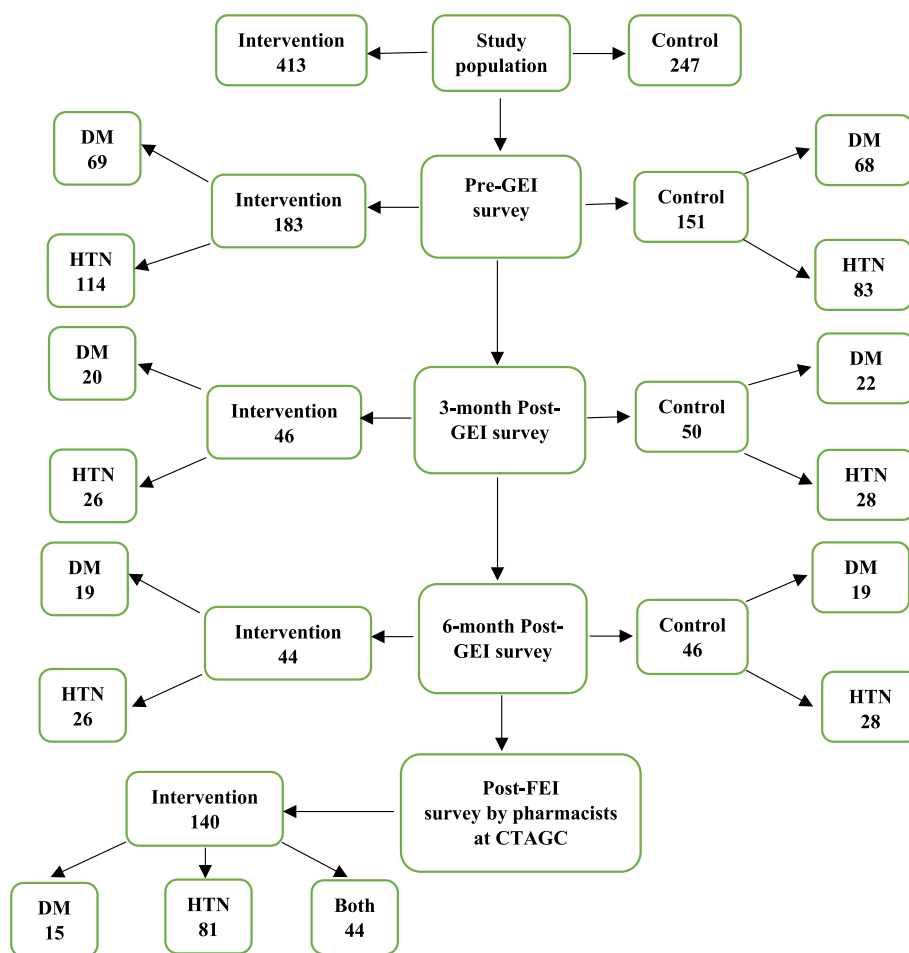 Intervention
413
Study
population
Control
247
DM
69
Intervention
183
HTN
114
Pre-GEI
survey
Control
151
DM
68
HTN
83
DM
20
Intervention
46
HTN
26
3-month Post-
GEI survey
Control
50
DM
22
HTN
28
DM
19
Intervention
44
HTN
26
6-month Post-
GEI survey
Control
46
DM
19
HTN
28
Intervention
140
Post-FEI
survey by pharmacists
at CTAGC
DM
15
HTN
81
Both
44